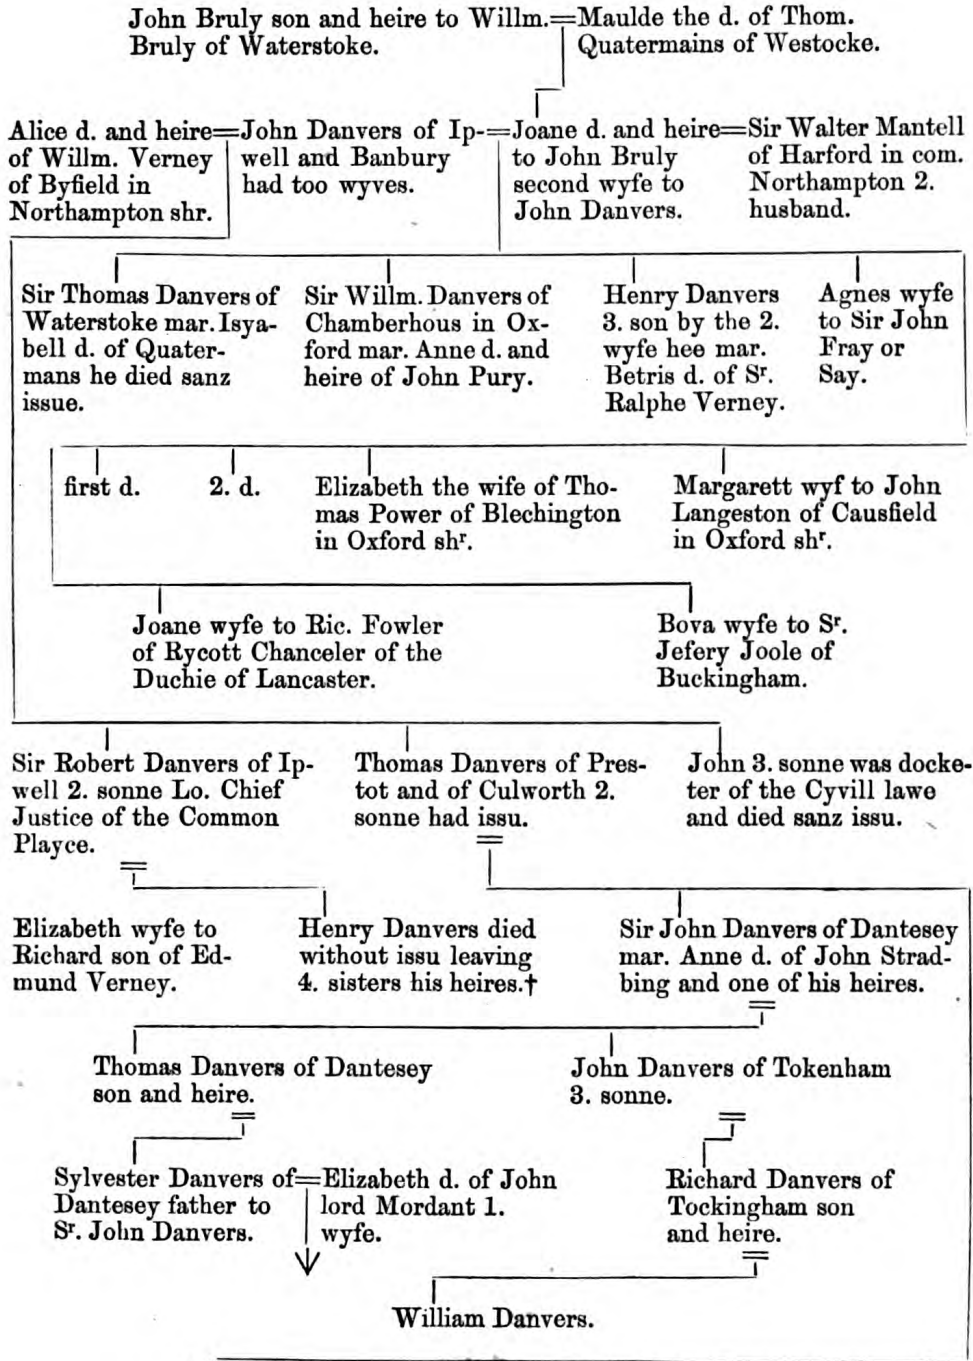 John Bruly son and heire to Willm.=Maulde the d. of Thom.
Bruly of Waterstoke.
Quatermains of Westocke.
Alice d. and heire=John Danvers of Ip-=Joane d. and heire=Sir Walter Mantell
of Willm. Verney
of Byfield in
Northampton shr.
well and Banbury
had too wyves.
to John Bruly
second wyfe to
John Danvers.
of Harford in com.
Northampton 2.
husband.
Sir Thomas Danvers of
Waterstoke mar. Isya-
bell d. of Quater-
mans he died sanz
issue.
Sir Willm. Danvers of
Chamberhous in Ox-
ford mar. Anne d. and
heire of John Pury.
Henry Danvers
3. son by the 2.
wyfe hee mar.
Betris d. of Sr.
Ralphe Verney.
Agnes wyfe
to Sir John
Fray or
Say.
first d.
2. d.
Elizabeth the wife of Tho-
mas Power of Blechington
in Oxford shr.
Margarett wyf to John
Langeston of Causfield
in Oxford shr.
Joane wyfe to Ric. Fowler
of Rycott Chanceler of the
Duchie of Lancaster.
Bova wyfe to Sr.
Jefery Joole of
Buckingham.
Sir Robert Danvers of Ip-
well 2. sonne Lo. Chief
Justice of the Common
Playce.
Thomas Danvers of Pres-
tot and of Culworth 2.
sonne had issu.
John 3. sonne was docke-
ter of the Cyvill lawe
and died sanz issu.
Elizabeth wyfe to
Richard son of Ed-
mund Verney.
Henry Danvers died
without issu leaving
4. sisters his heires.†
Sir John Danvers of Dantesey
mar. Anne d. of John Strad-
bing and one of his heires.
Thomas Danvers of Dantesey
son and heire.
John Danvers of Tokenham
3. sonne.
Sylvester Danvers of=Elizabeth d. of John
Dantesey father to
Sr. John Danvers.
lord Mordant 1.
wyfe.
Richard Danvers of
Tockingham son
and heire.
William Danvers.